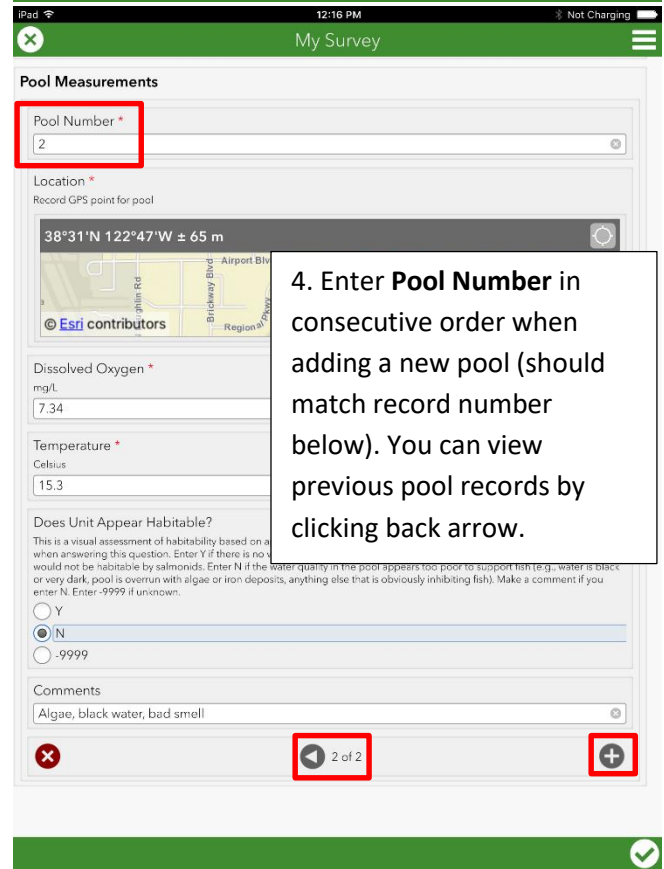 iPad 12:16 PM Not Charging
My Survey
Pool Measurements
Pool Number *
2
Location *
Record GPS point for pool
38°31'N 122°47'W ± 65 m
Airport Blv
Brickway Blvd
ughlin Rd
Region
Pkwy
© Esri contributors
4. Enter Pool Number in
consecutive order when
adding a new pool (should
match record number
below). You can view
previous pool records by
clicking back arrow.
Dissolved Oxygen *
mg/L
7.34
Temperature *
Celsius
15.3
Does Unit Appear Habitable?
This is a visual assessment of habitability based on a
when answering this question. Enter Y if there is no
would not be habitable by salmonids. Enter N if the water quality in the pool appears too poor to support fish (e.g., water is black
or very dark, pool is overrun with algae or iron deposits, anything else that is obviously inhibiting fish). Make a comment if you
enter N. Enter -9999 if unknown.
Y
N
-9999
Comments
Algae, black water, bad smell
2 of 2